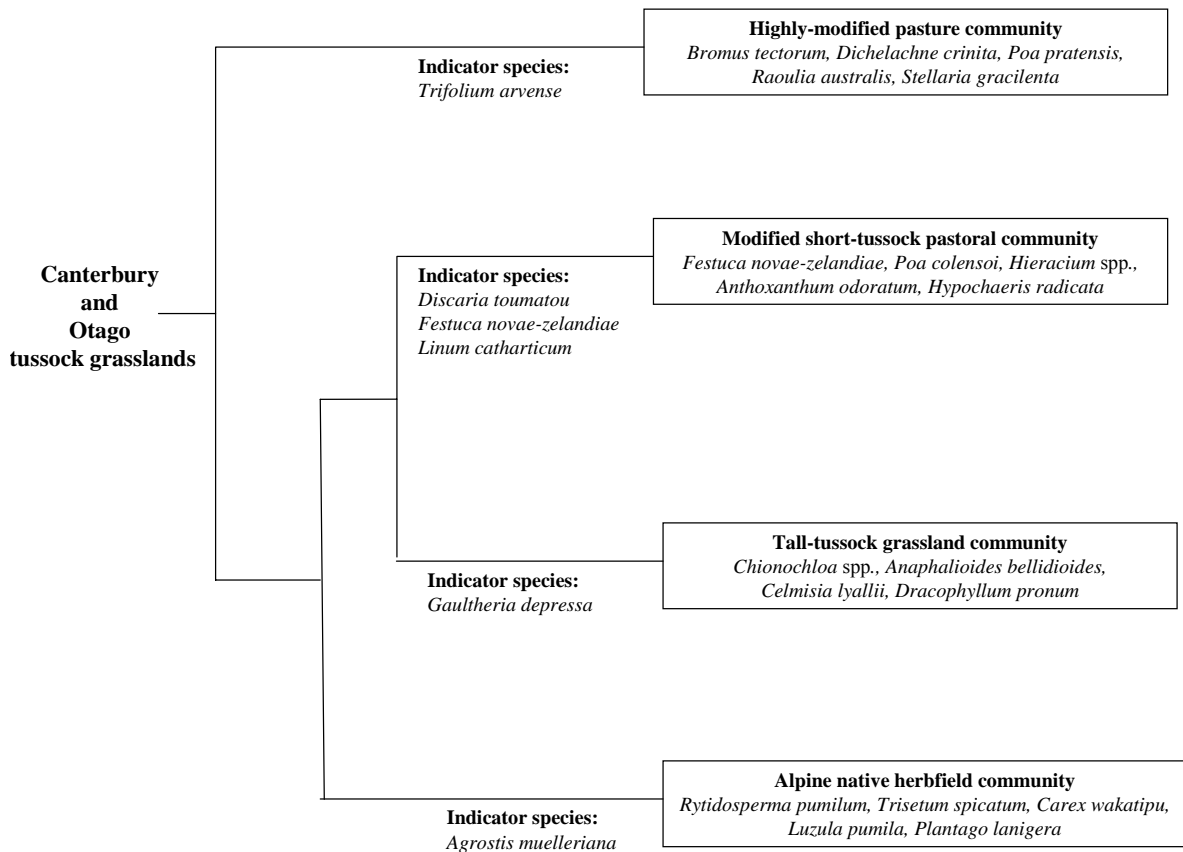 Highly-modified pasture community
Bromus tectorum, Dichelachne crinita, Poa pratensis,
Raoulia australis, Stellaria gracilenta
Indicator species:
Trifolium arvense
Modified short-tussock pastoral community
Festuca novae-zelandiae, Poa colensoi, Hieracium spp.,
Anthoxanthum odoratum, Hypochaeris radicata
Indicator species:
Discaria toumatou
Festuca novae-zelandiae
Linum catharticum
Canterbury
and
Otago
tussock grasslands
Tall-tussock grassland community
Chionochloa spp., Anaphalioides bellidioides,
Celmisia lyallii, Dracophyllum pronum
Indicator species:
Gaultheria depressa
Alpine native herbfield community
Rytidosperma pumilum, Trisetum spicatum, Carex wakatipu,
Luzula pumila, Plantago lanigera
Indicator species:
Agrostis muelleriana